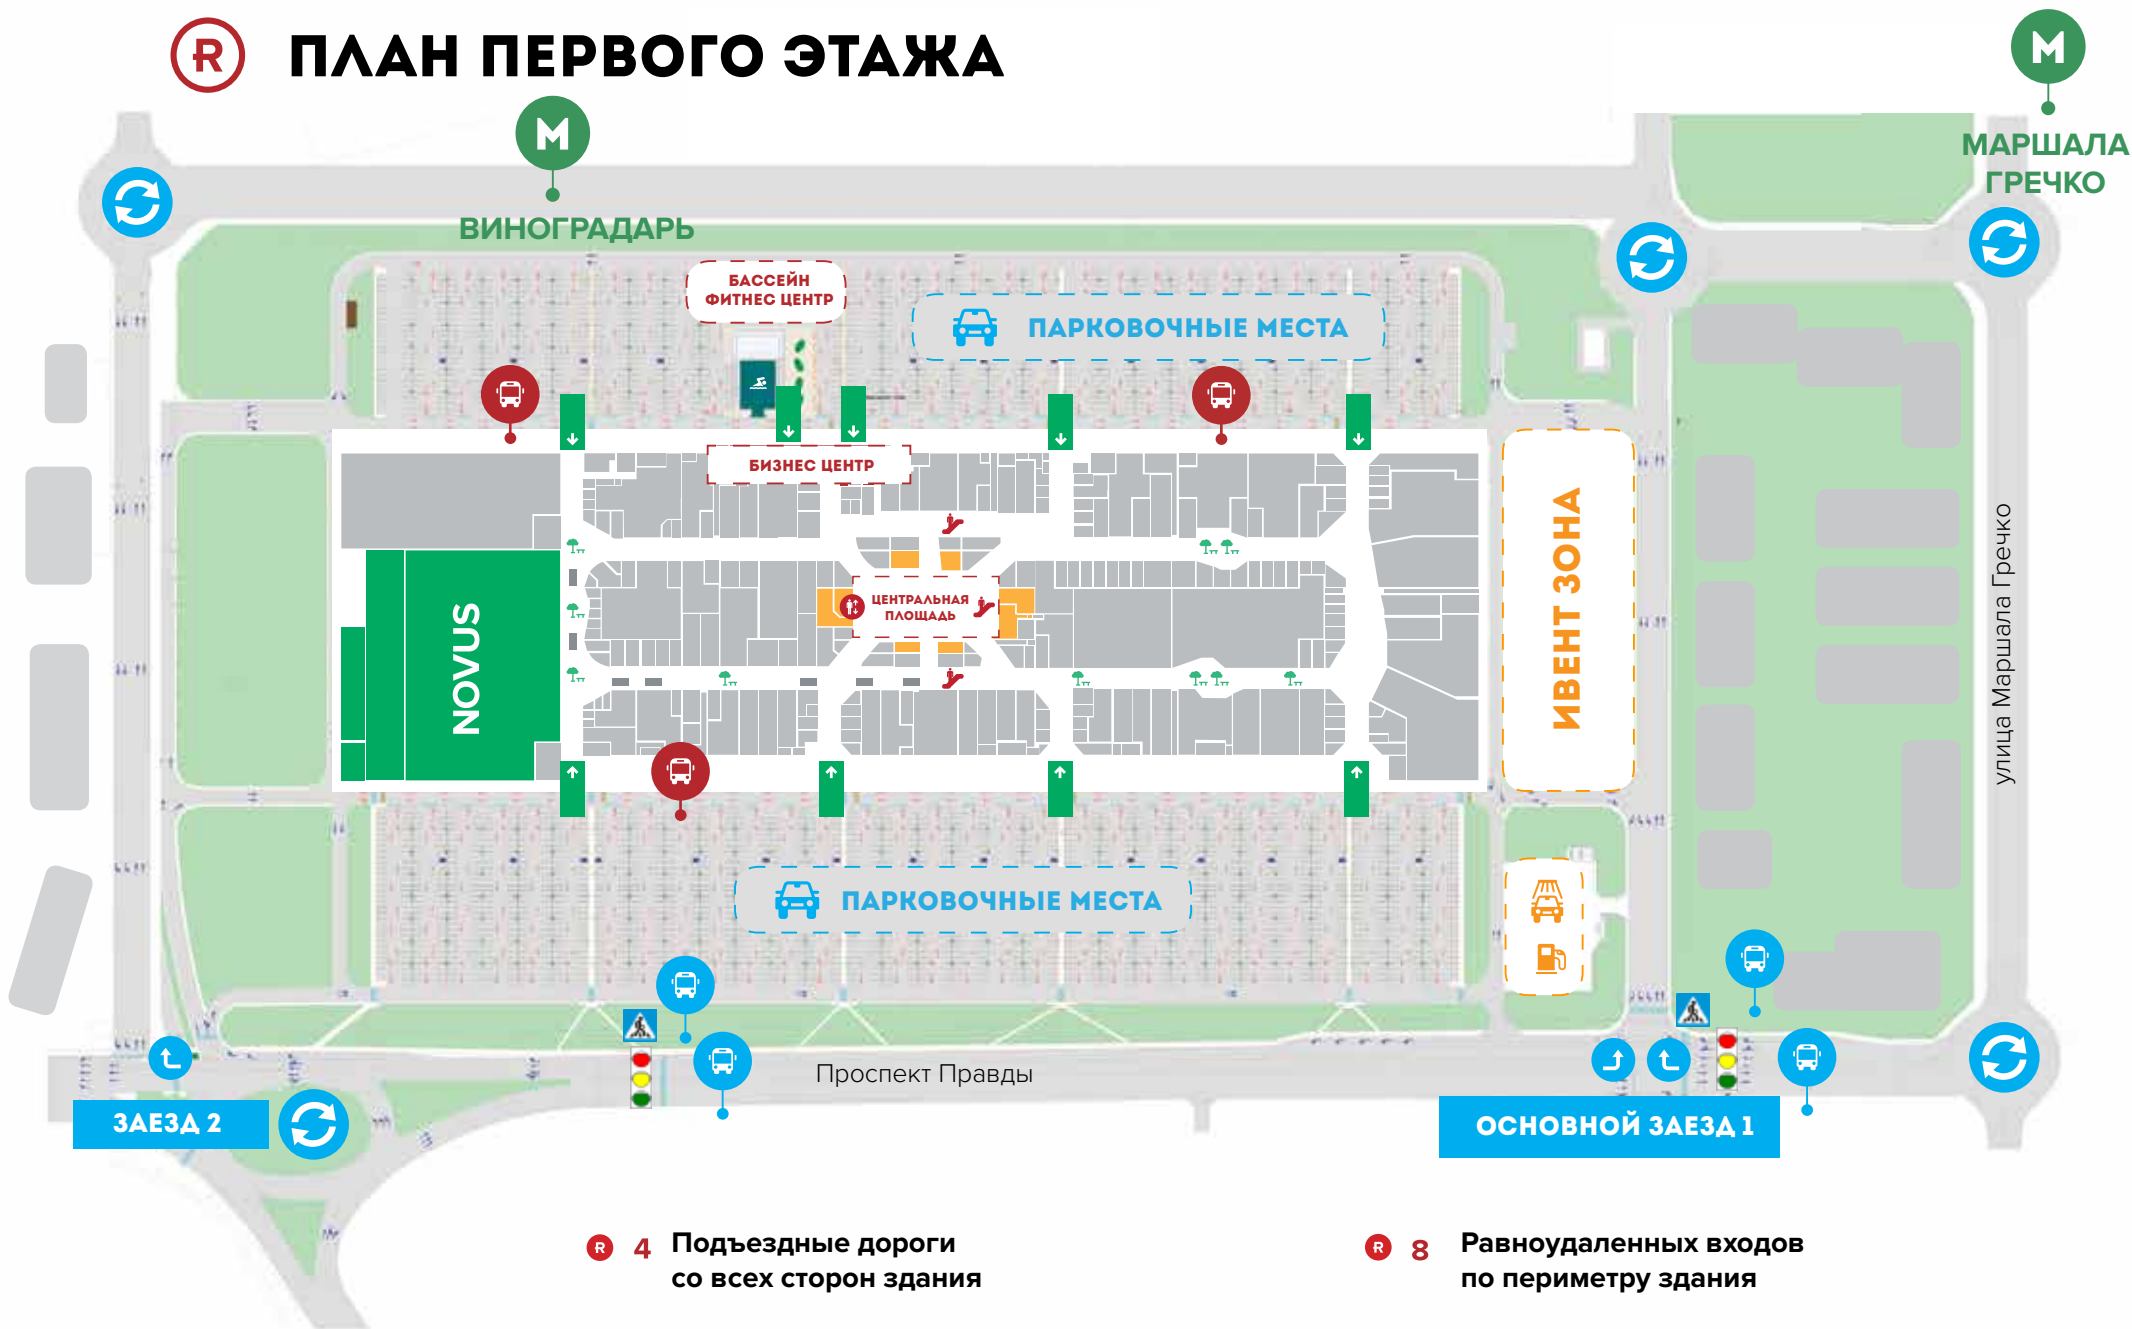 R ПЛАН ПЕРВОГО ЭТАЖА
М
МАРШАЛА
ГРЕЧКО
М
ВИНОГРАДАРЬ
БАССЕЙН
ФИТНЕС ЦЕНТР
ПАРКОВОЧНЫЕ МЕСТА
БИЗНЕС ЦЕНТР
ЦЕНТРАЛЬНАЯ
ПЛОЩАДЬ
NOVUS
ИВЕНТ ЗОНА
улица Маршала Гречко
ПАРКОВОЧНЫЕ МЕСТА
Проспект Правды
ЗАЕЗД 2
ОСНОВНОЙ ЗАЕЗД 1
R 4 Подъездные дороги
со всех сторон здания
R 8 Равноудаленных входов
по периметру здания